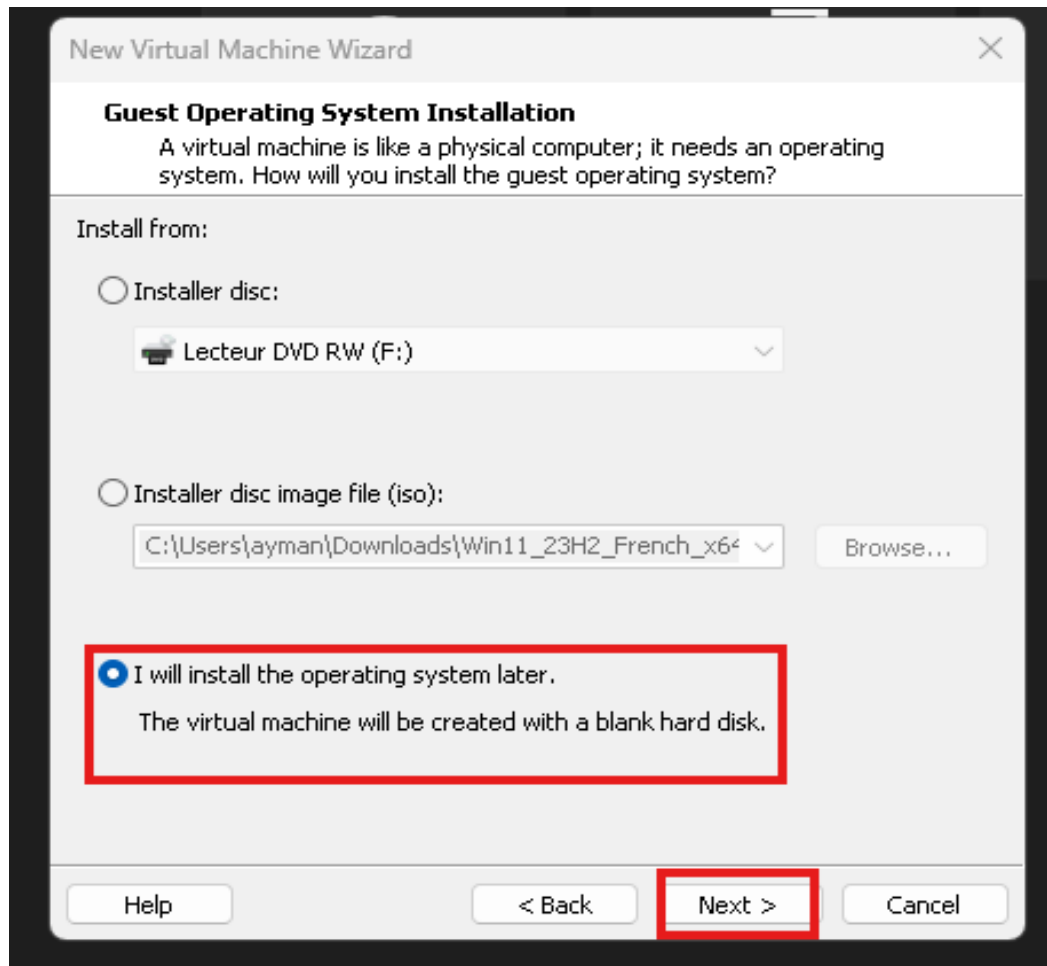 New Virtual Machine Wizard
Guest Operating System Installation
A virtual machine is like a physical computer; it needs an operating
system. How will you install the guest operating system?
Install from:
Installer disc:
Lecteur DVD RW (F:)
Installer disc image file (iso):
C:\Users\ayman\Downloads\Win11_23H2_French_x64
Browse...
I will install the operating system later.
The virtual machine will be created with a blank hard disk.
Help
< Back
Next >
Cancel